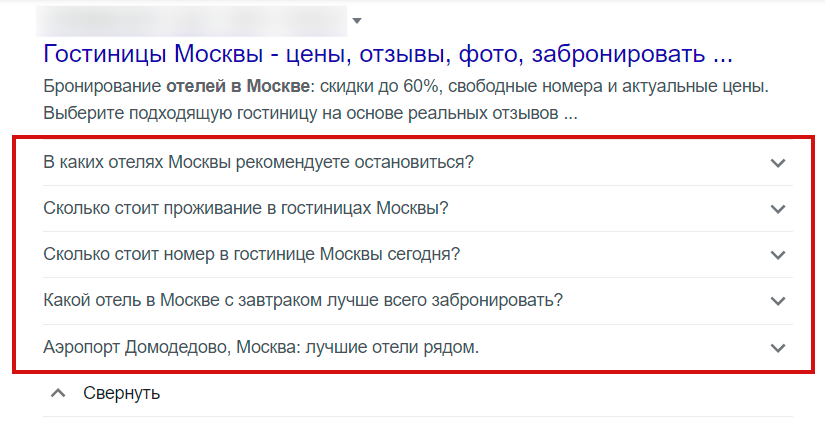 Гостиницы Москвы - цены, отзывы, фото, забронировать ...
Бронирование отелей в Москве: скидки до 60%, свободные номера и актуальные цены.
Выберите подходящую гостиницу на основе реальных отзывов ...
В каких отелях Москвы рекомендуете остановиться?
Сколько стоит проживание в гостиницах Москвы?
Сколько стоит номер в гостинице Москвы сегодня?
Какой отель в Москве с завтраком лучше всего забронировать?
Аэропорт Домодедово, Москва: лучшие отели рядом.
Свернуть